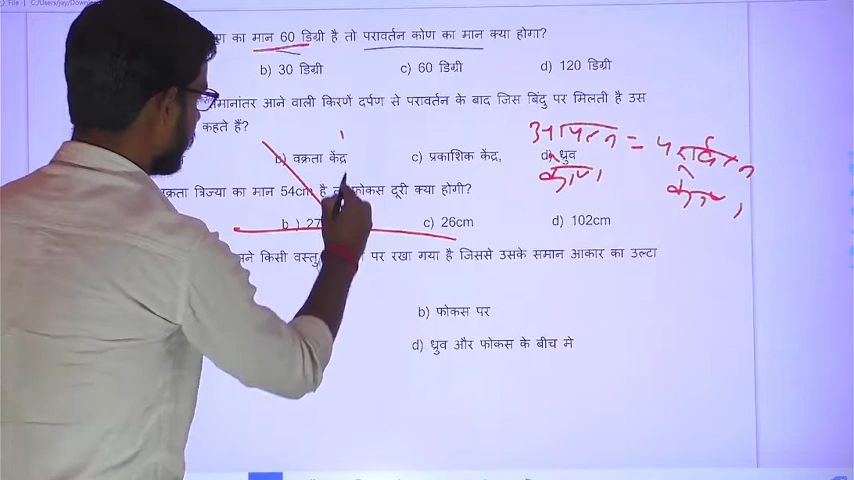 File | C:/Users/jay/Downl
का मान 60 डिग्री है तो परावर्तन कोण का मान क्या होगा?
b) 30 डिग्री c) 60 डिग्री d) 120 डिग्री
समानांतर आने वाली किरणें दर्पण से परावर्तन के बाद जिस बिंदु पर मिलती है उस
कहते हैं?
b) वक्रता केंद्र c) प्रकाशिक केंद्र, d) ध्रुव
आपतन = परावर्तन
कोण कोण
वक्रता त्रिज्या का मान 54cm है तो फोकस दूरी क्या होगी?
b ) 27 c) 26cm d) 102cm
किसी वस्तु पर रखा गया है जिससे उसके समान आकार का उल्टा
b) फोकस पर
d) ध्रुव और फोकस के बीच मे